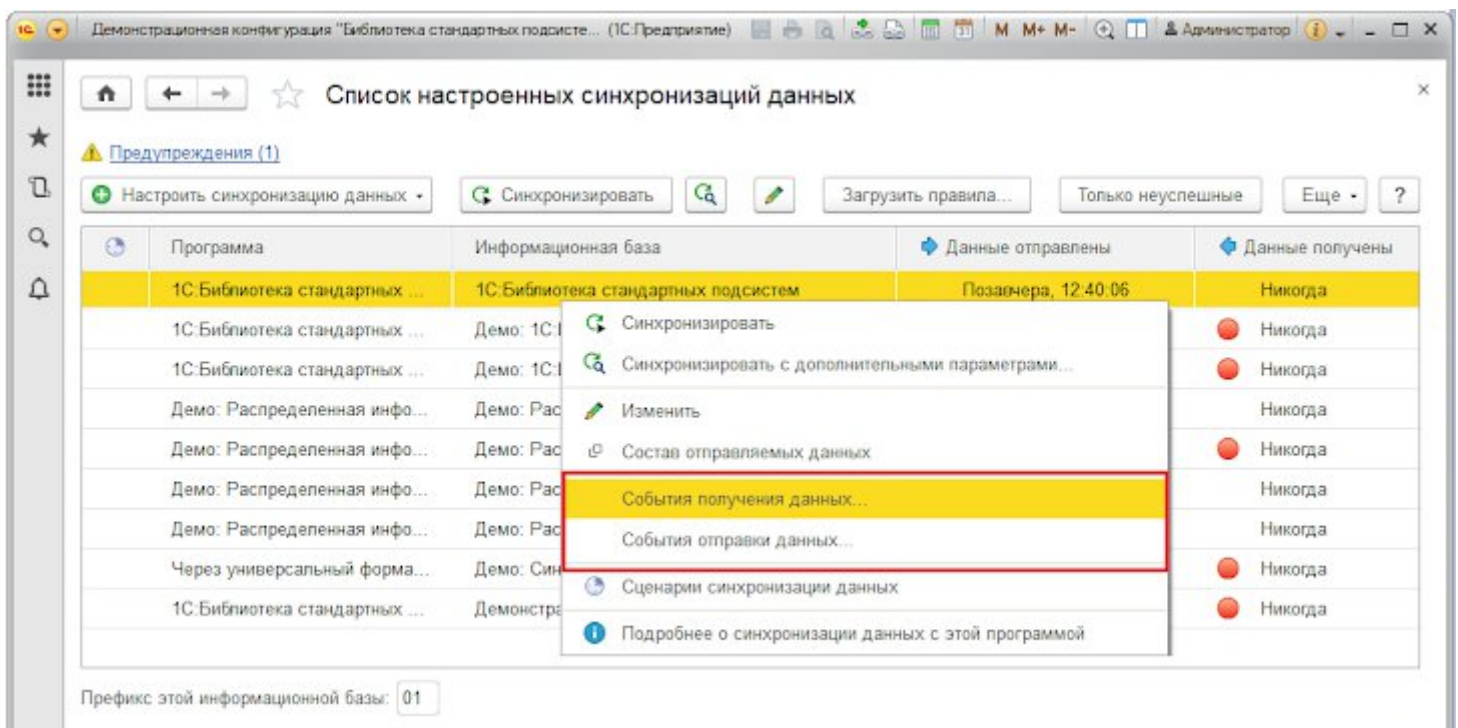 Демонстрационная конфигурация "Библиотека стандартных подсисте... (1С:Предприятие) M M+ M- Администратор
Список настроенных синхронизаций данных
Предупреждения (1)
Настроить синхронизацию данных Синхронизировать Загрузить правила... Только неуспешные Еще ?
Программа Информационная база Данные отправлены Данные получены
1С:Библиотека стандартных ... 1С:Библиотека стандартных подсистем Позавчера, 12:40:06 Никогда
1С:Библиотека стандартных ... Демо: 1С: Синхронизировать Никогда
1С:Библиотека стандартных ... Демо: 1С: Синхронизировать с дополнительными параметрами... Никогда
Демо: Распределенная инфо... Демо: Рас Изменить Никогда
Демо: Распределенная инфо... Демо: Рас Состав отправляемых данных Никогда
Демо: Распределенная инфо... Демо: Рас События получения данных... Никогда
Демо: Распределенная инфо... Демо: Рас События отправки данных... Никогда
Через универсальный форма... Демо: Син Сценарии синхронизации данных Никогда
1С:Библиотека стандартных ... Демонстра Подробнее о синхронизации данных с этой программой Никогда
Префикс этой информационной базы: 01